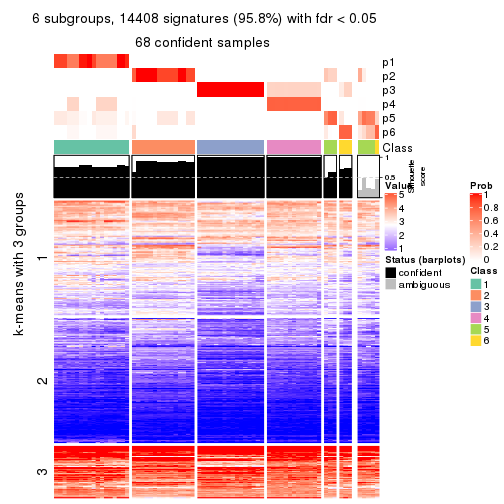 6 subgroups, 14408 signatures (95.8%) with fdr < 0.05
68 confident samples
p1
p2
p3
p4
p5
p6
Class
1
0.5
Silhouette
score
k-means with 3 groups
1
2
3
Value
5
4
3
2
1
Status (barplots)
confident
ambiguous
Prob
1
0.8
0.6
0.4
0.2
0
Class
1
2
3
4
5
6